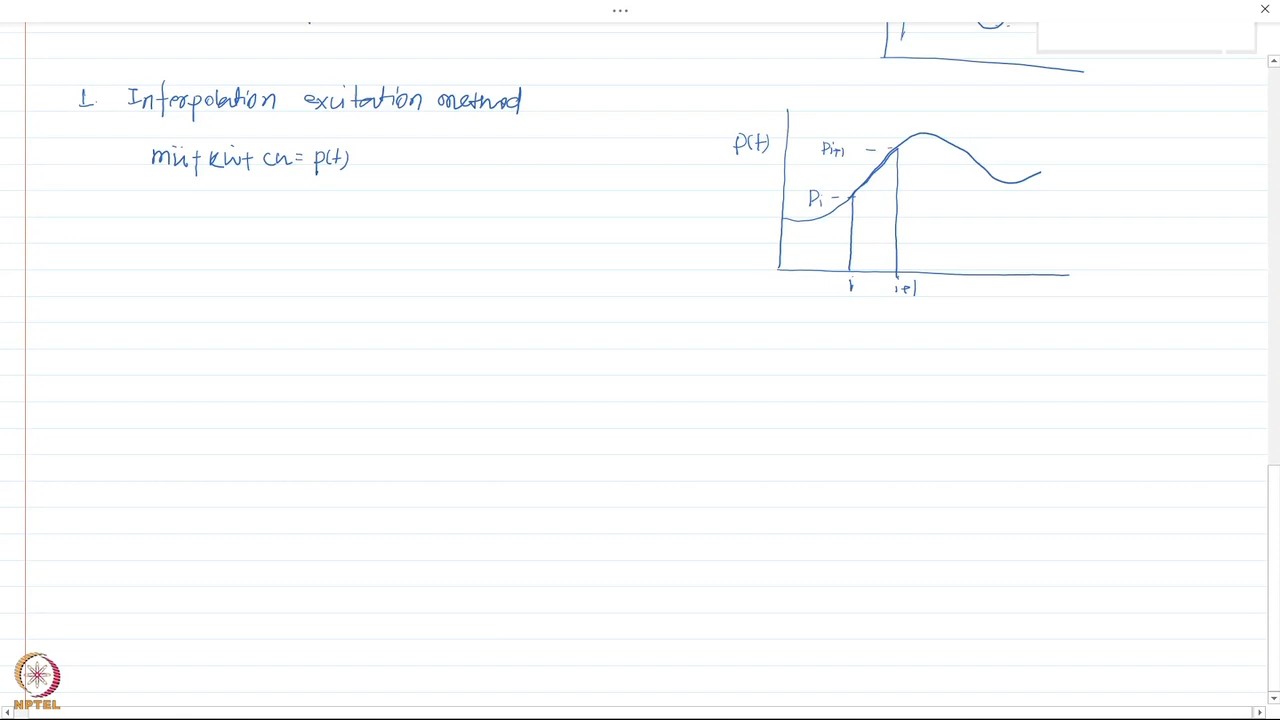 1. Interpolation excitation method
mü + ku̇ + cu = p(t)
p(t)
Pi+1
Pi
i i+1
NPTEL